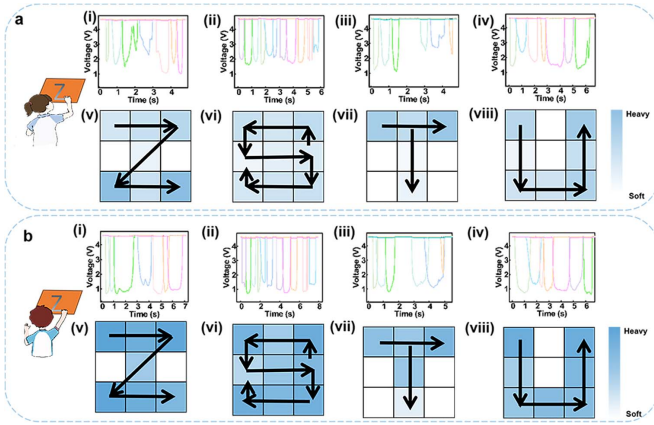 a
(i)
(ii)
(iii)
(iv)
Voltage (V)
4
3
2
1
0 1 2 3 4
Time (s)
Voltage (V)
4
3
2
1
0 1 2 3 4 5 6
Time (s)
Voltage (V)
4
3
2
1
0 1 3 4
Time (s)
Voltage (V)
4
3
2
1
0 1 2 3 4 5 6
Time (s)
Z
(v)
(vi)
(vii)
(viii)
Heavy
Soft
b
(i)
(ii)
(iii)
(iv)
Voltage (V)
4
3
2
1
0 1 2 3 4 5 6 7
Time (s)
Voltage (V)
4
3
2
1
0 2 4 6 8
Time (s)
Voltage (V)
4
3
2
1
0 1 2 3 4 5
Time (s)
Voltage (V)
4
3
2
1
0 1 2 3 4 5 6
Time (s)
Z
(v)
(vi)
(vii)
(viii)
Heavy
Soft